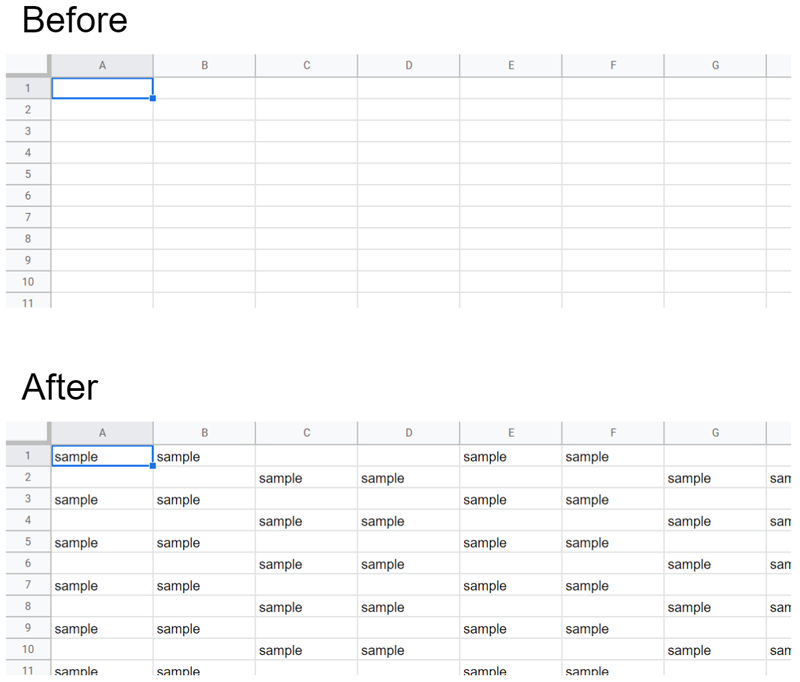 Before
A B C D E F G
1
2
3
4
5
6
7
8
9
10
11
After
A B C D E F G
1 sample sample sample sample
2 sample sample sample sam
3 sample sample sample sample
4 sample sample sample sam
5 sample sample sample sample
6 sample sample sample sam
7 sample sample sample sample
8 sample sample sample sam
9 sample sample sample sample
10 sample sample sample sam
11 sample sample sample sample